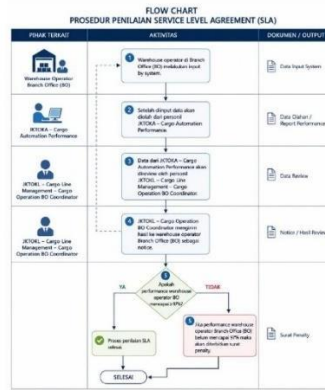 FLOW CHART
PROSEDUR PENILAIAN SERVICE LEVEL AGREEMENT (SLA)
PIHAK TERKAIT
AKTIVITAS
DOKUMEN / OUTPUT
Warehouse Operator
Branch Office (BO)
1
Warehouse operator di Branch
Office (BO) melakukan input
by system.
Data Input System
JKTOKA - Cargo
Automation Performance
2
Setelah diinput data akan
diolah dari personil
JKTOKA - Cargo Automation
Performance.
Data Olahan /
Report Performance
JKTOKL - Cargo Line
Management - Cargo
Operation BO Coordinator
3
Data dari JKTOKA - Cargo
Automation Performance akan
direview oleh personil
JKTOKL - Cargo Line
Management - Cargo
Operation BO Coordinator
Data Review
JKTOKL - Cargo Line
Management - Cargo
Operation BO Coordinator
4
JKTOKL - Cargo Operation
BO Coordinator mengirim
hasil ke warehouse operator
Branch Office (BO) sebagai
notice.
Notice / Hasil Review
Apakah
performance warehouse
operator BO
mencapai 97%?
YA
TIDAK
Proses penilaian SLA
selesai
5
Jika performance warehouse
operator Branch Office (BO)
belum mencapai 97% maka
akan diterbitkan surat
penalty.
Surat Penalty
SELESAI